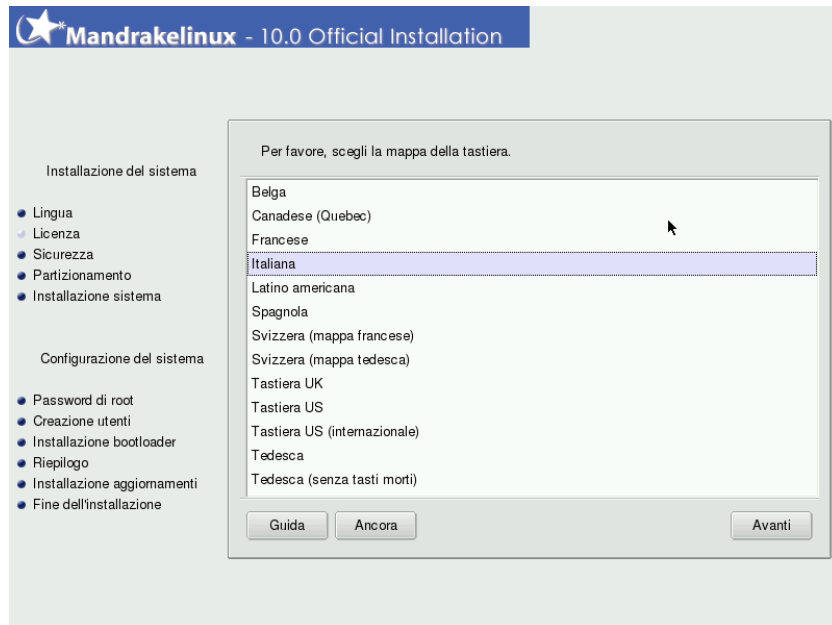 Mandrakelinux - 10.0 Official Installation
Installazione del sistema
Lingua
Licenza
Sicurezza
Partizionamento
Installazione sistema
Configurazione del sistema
Password di root
Creazione utenti
Installazione bootloader
Riepilogo
Installazione aggiornamenti
Fine dell'installazione
Per favore, scegli la mappa della tastiera.
Belga
Canadese (Quebec)
Francese
Italiana
Latino americana
Spagnola
Svizzera (mappa francese)
Svizzera (mappa tedesca)
Tastiera UK
Tastiera US
Tastiera US (internazionale)
Tedesca
Tedesca (senza tasti morti)
Guida
Ancora
Avanti